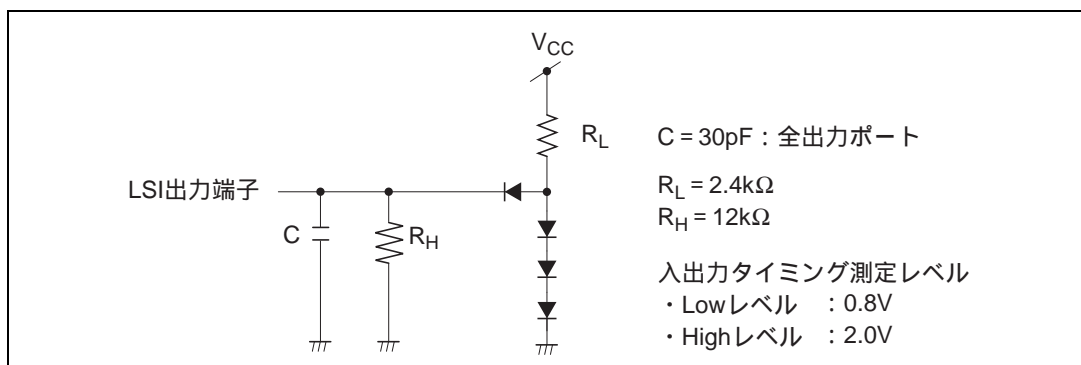 VCC
RL
C = 30pF：全出力ポート
LSI出力端子
RL = 2.4kΩ
RH = 12kΩ
C
RH
入出力タイミング測定レベル
・Lowレベル ：0.8V
・Highレベル ：2.0V